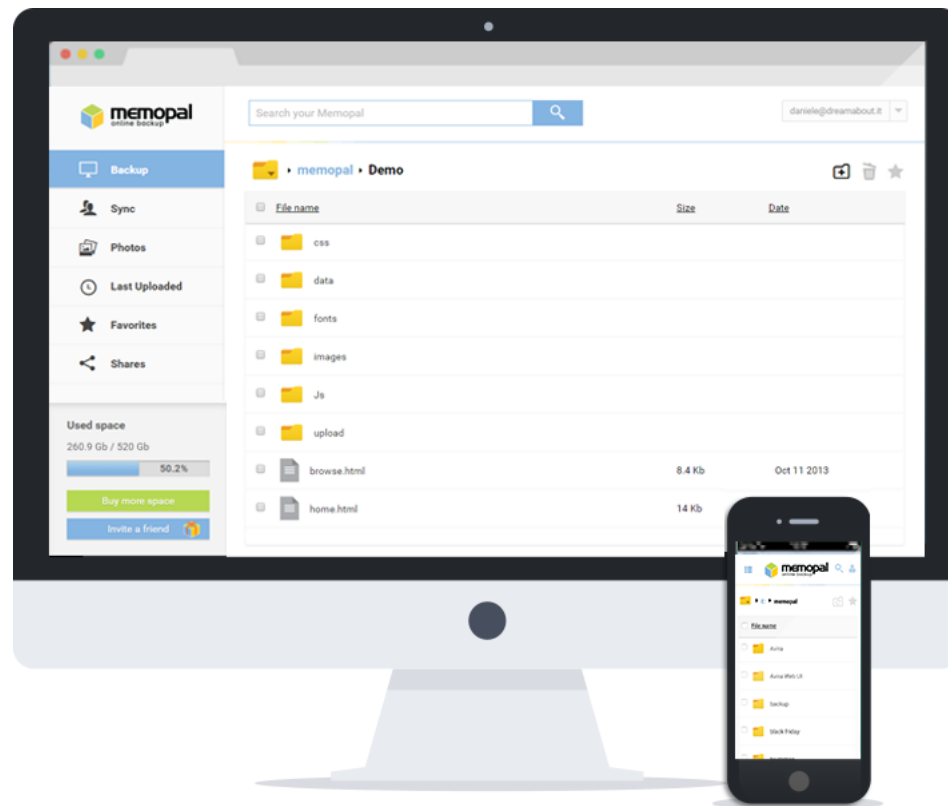 memopal
online backup
Search your Memopal
daniele@dreamabout.it
Backup
Sync
Photos
Last Uploaded
Favorites
Shares
Used space
260.9 Gb / 520 Gb
50.2%
Buy more space
Invite a friend
memopal Demo
File name Size Date
css
data
fonts
images
Js
upload
browse.html 8.4 Kb Oct 11 2013
home.html 14 Kb
memopal
online backup
memopal
File name
Avira
Avira Web UI
backup
black friday